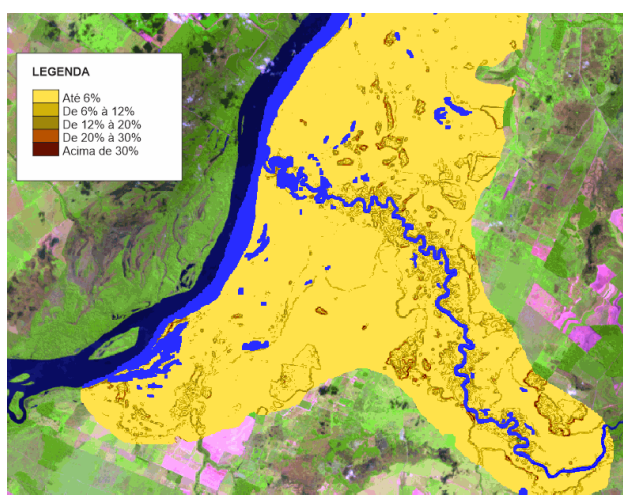 LEGENDA
Até 6%
De 6% à 12%
De 12% à 20%
De 20% à 30%
Acima de 30%